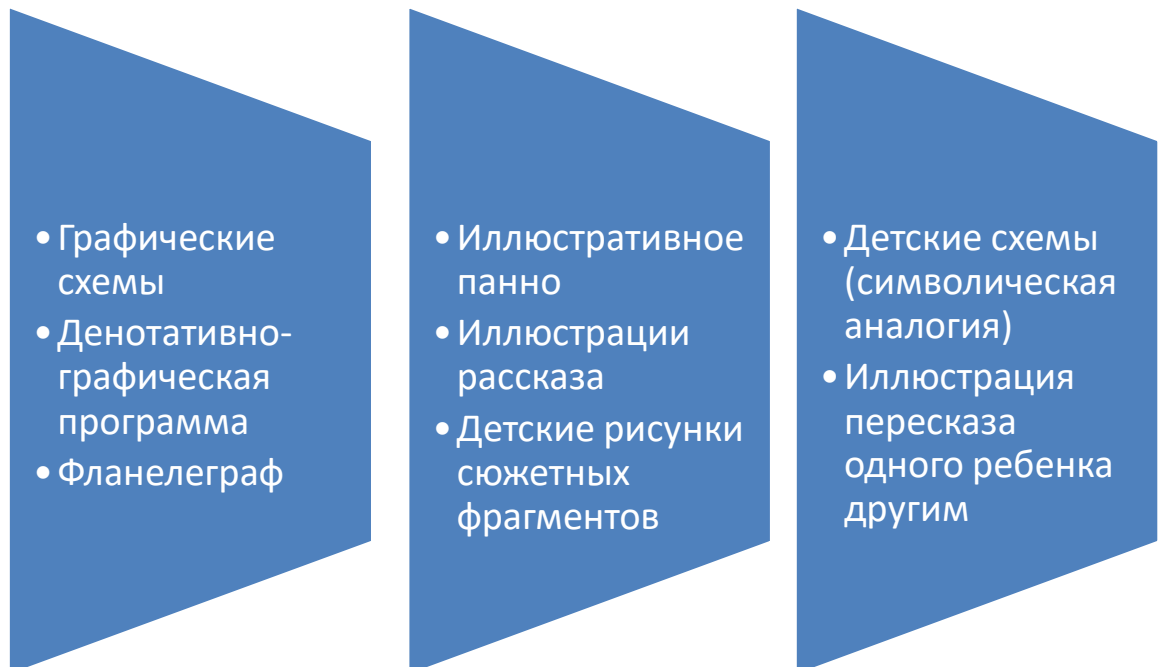 • Графические
схемы
• Денотативно-
графическая
программа
• Фланелеграф
• Иллюстративное
панно
• Иллюстрации
рассказа
• Детские рисунки
сюжетных
фрагментов
• Детские схемы
(символическая
аналогия)
• Иллюстрация
пересказа
одного ребенка
другим